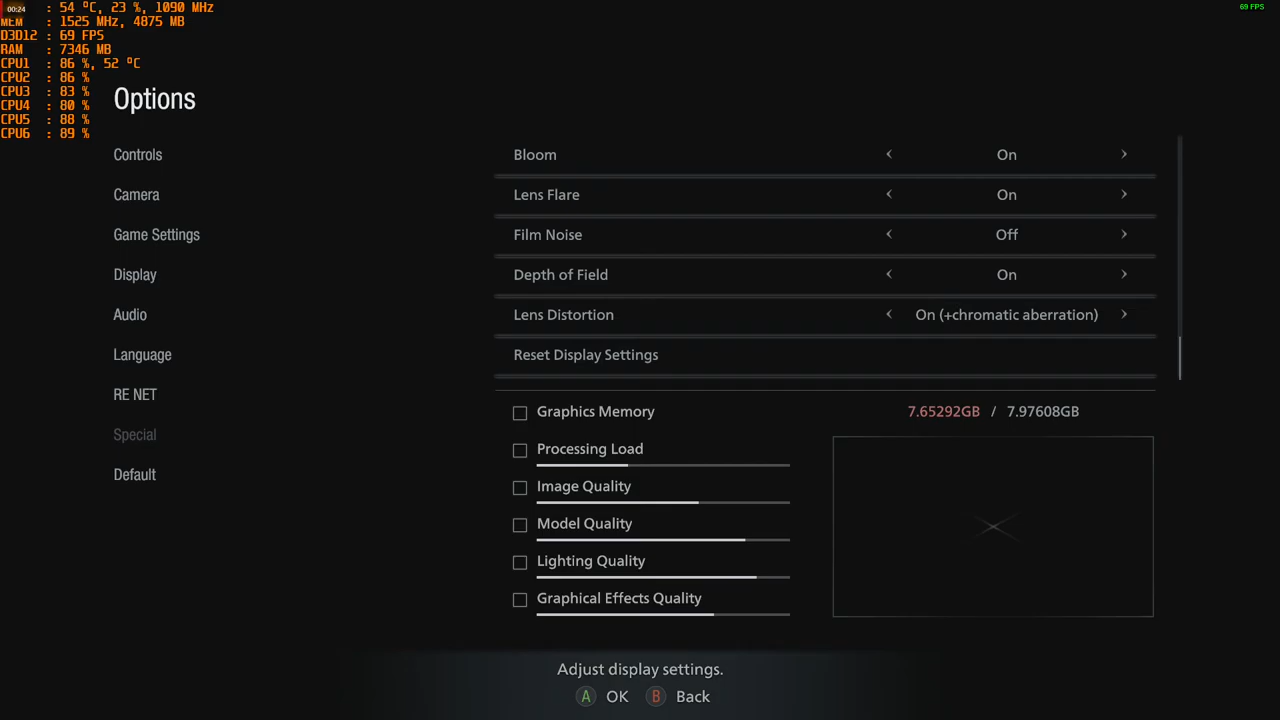 00:24 : 54 °C, 23 %, 1090 MHz
69 FPS
MEM : 1525 MHz, 4875 MB
D3D12 : 69 FPS
RAM : 7346 MB
CPU1 : 86 %, 52 °C
CPU2 : 86 %
CPU3 : 83 %
CPU4 : 80 %
CPU5 : 88 %
CPU6 : 89 %
Options
Controls
Camera
Game Settings
Display
Audio
Language
RE NET
Special
Default
Bloom < On >
Lens Flare < On >
Film Noise < Off >
Depth of Field < On >
Lens Distortion < On (+chromatic aberration) >
Reset Display Settings
Graphics Memory 7.65292GB / 7.97608GB
Processing Load
Image Quality
Model Quality
Lighting Quality
Graphical Effects Quality
Adjust display settings.
A OK B Back